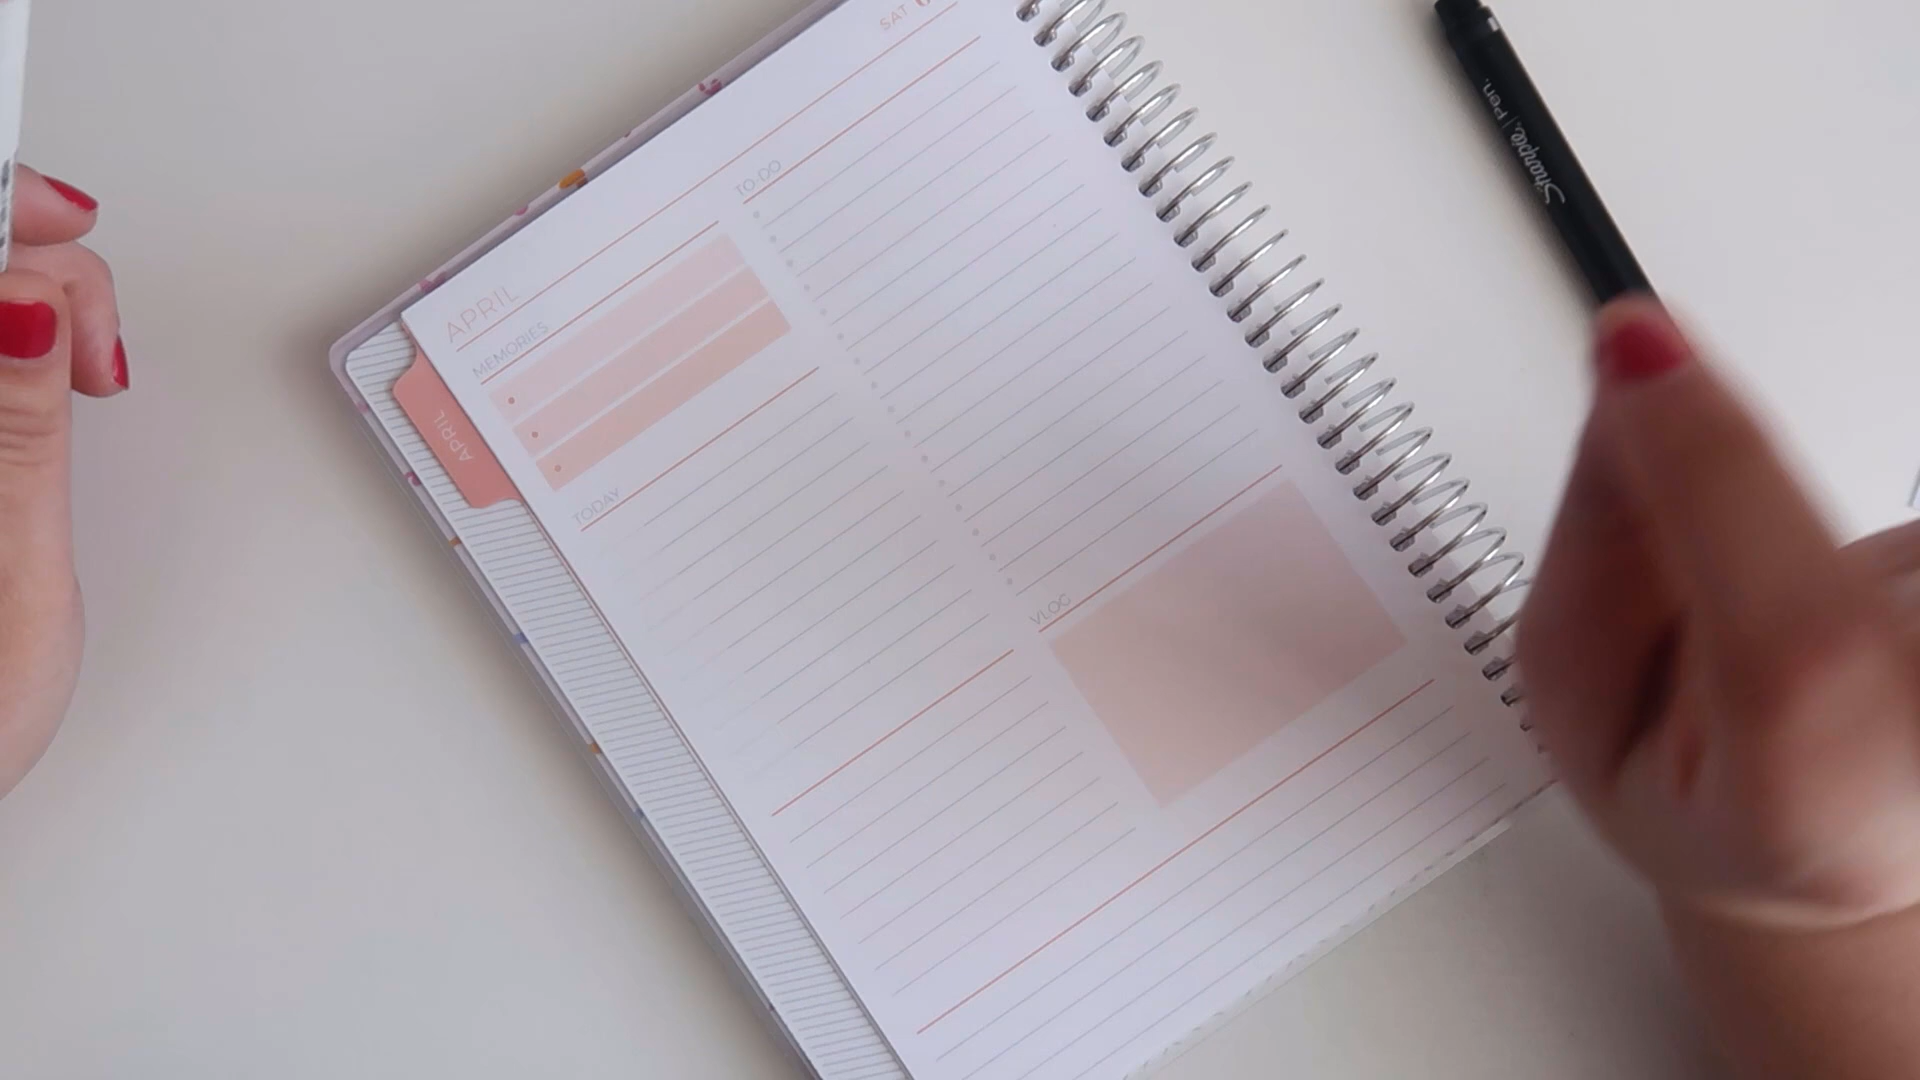 SAT
APRIL
MEMORIES
TO-DO
APRIL
TODAY
VLOG
Sharpie. Pen.